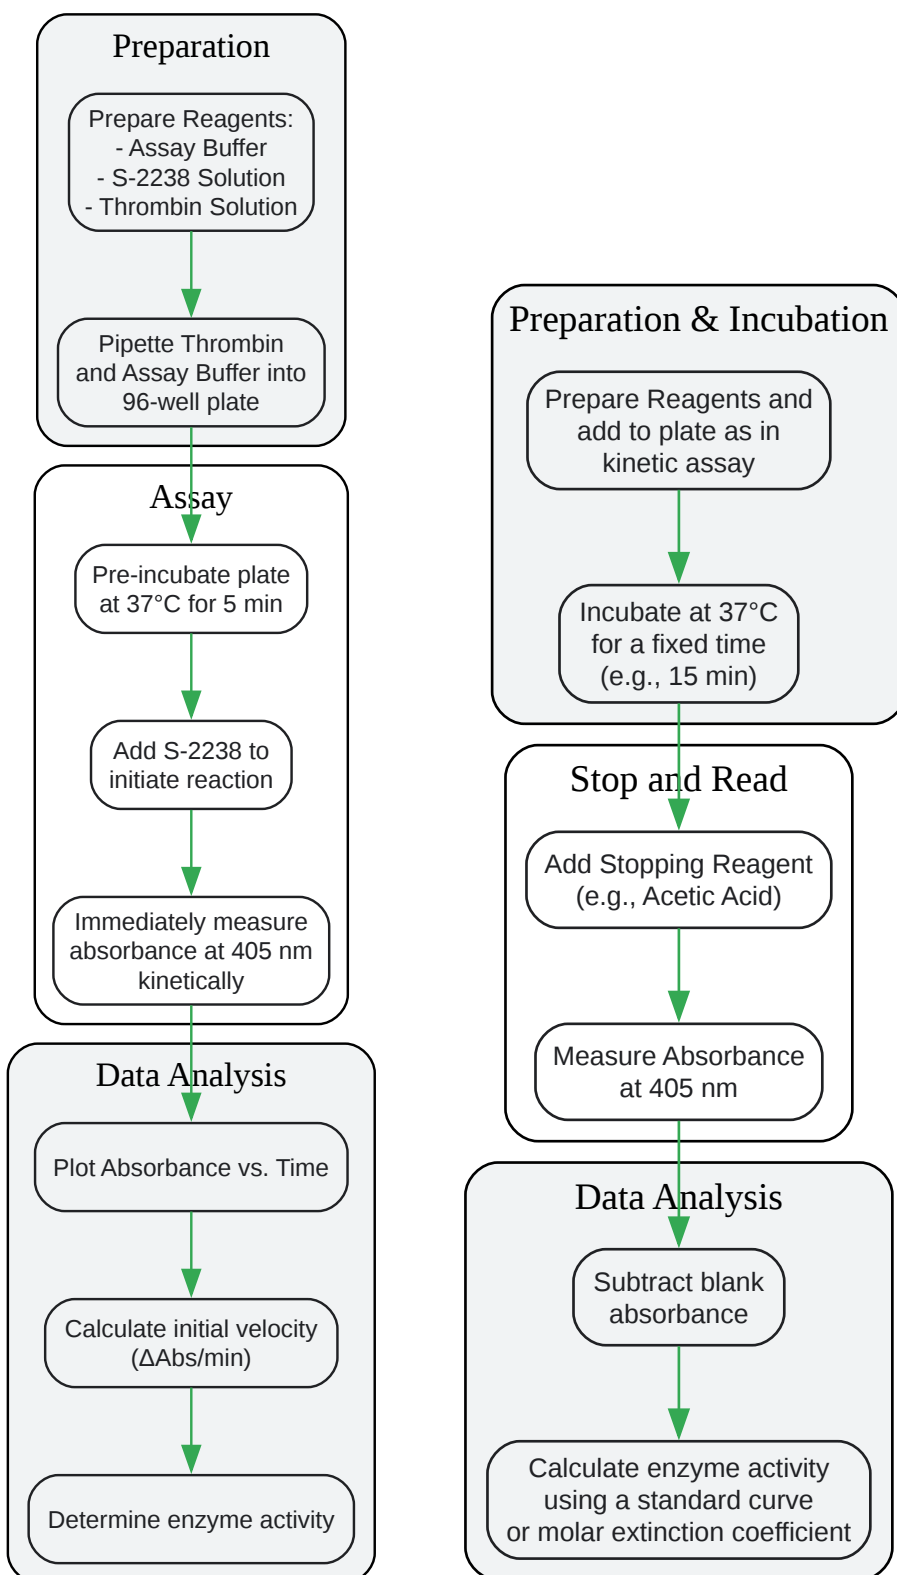 Preparation
Prepare Reagents:
- Assay Buffer
- S-2238 Solution
- Thrombin Solution
Pipette Thrombin
and Assay Buffer into
96-well plate
Assay
Pre-incubate plate
at 37°C for 5 min
Add S-2238 to
initiate reaction
Immediately measure
absorbance at 405 nm
kinetically
Data Analysis
Plot Absorbance vs. Time
Calculate initial velocity
(ΔAbs/min)
Determine enzyme activity
Preparation & Incubation
Prepare Reagents and
add to plate as in
kinetic assay
Incubate at 37°C
for a fixed time
(e.g., 15 min)
Stop and Read
Add Stopping Reagent
(e.g., Acetic Acid)
Measure Absorbance
at 405 nm
Data Analysis
Subtract blank
absorbance
Calculate enzyme activity
using a standard curve
or molar extinction coefficient